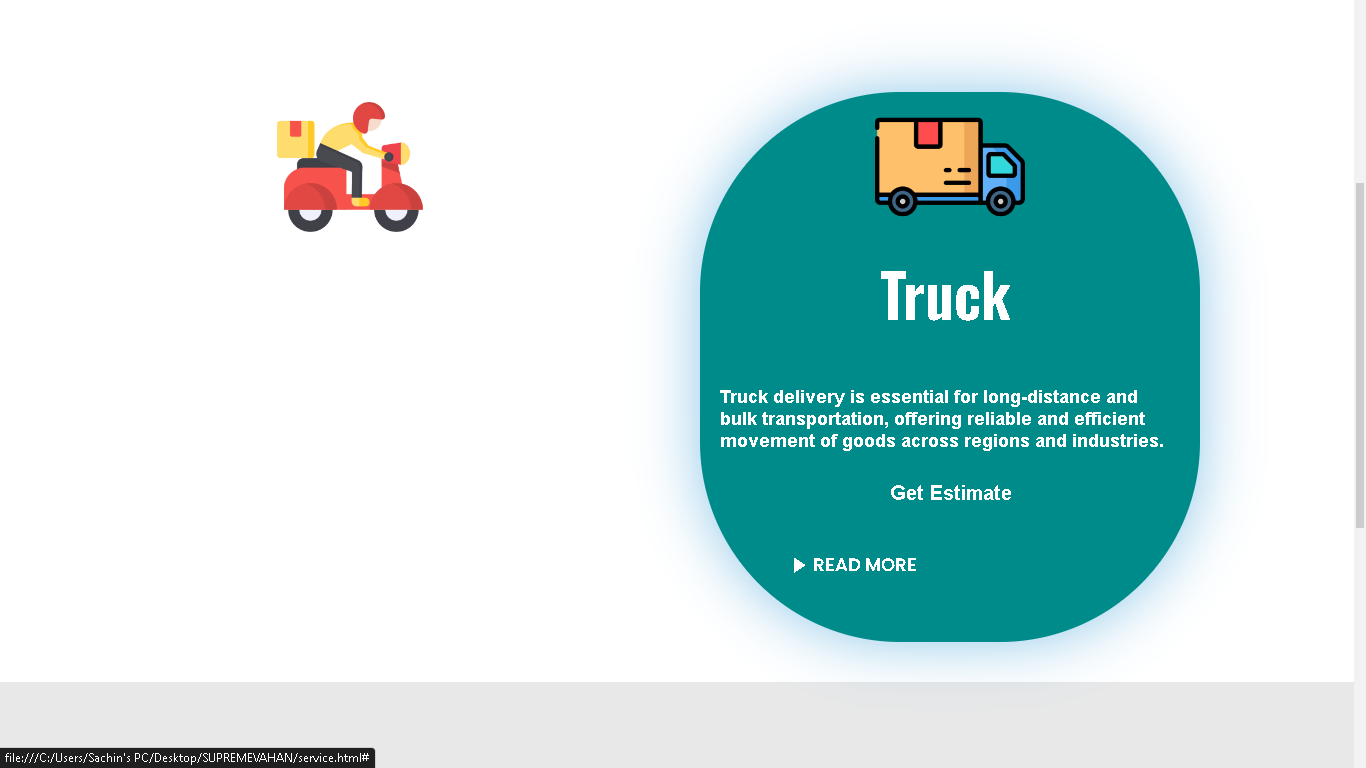 Truck
Truck delivery is essential for long-distance and
bulk transportation, offering reliable and efficient
movement of goods across regions and industries.
Get Estimate
READ MORE
file:///C:/Users/Sachin's PC/Desktop/SUPREMEVAHAN/service.html#